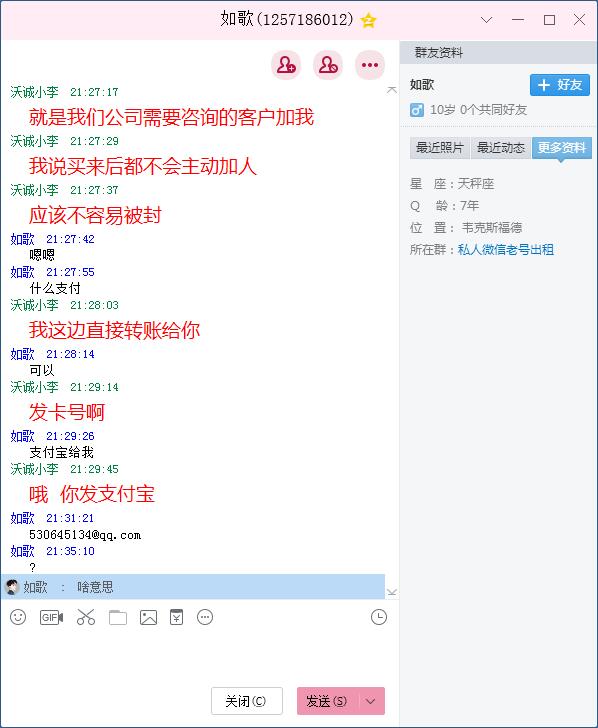 如歌(1257186012)
沃诚小李 21:27:17
就是我们公司需要咨询的客户加我
沃诚小李 21:27:29
我说买来后都不会主动加人
沃诚小李 21:27:37
应该不容易被封
如歌 21:27:42
嗯嗯
如歌 21:27:55
什么支付
沃诚小李 21:28:03
我这边直接转账给你
如歌 21:28:14
可以
沃诚小李 21:29:14
发卡号啊
如歌 21:29:26
支付宝给我
沃诚小李 21:29:45
哦 你发支付宝
如歌 21:31:21
530645134@qq.com
如歌 21:35:10
?
如歌 : 啥意思
GIF
关闭(C)
发送(S)
群友资料
如歌
+ 好友
10岁 0个共同好友
最近照片 最近动态 更多资料
星 座：天秤座
Q 龄：7年
位 置： 韦克斯福德
所在群：私人微信老号出租